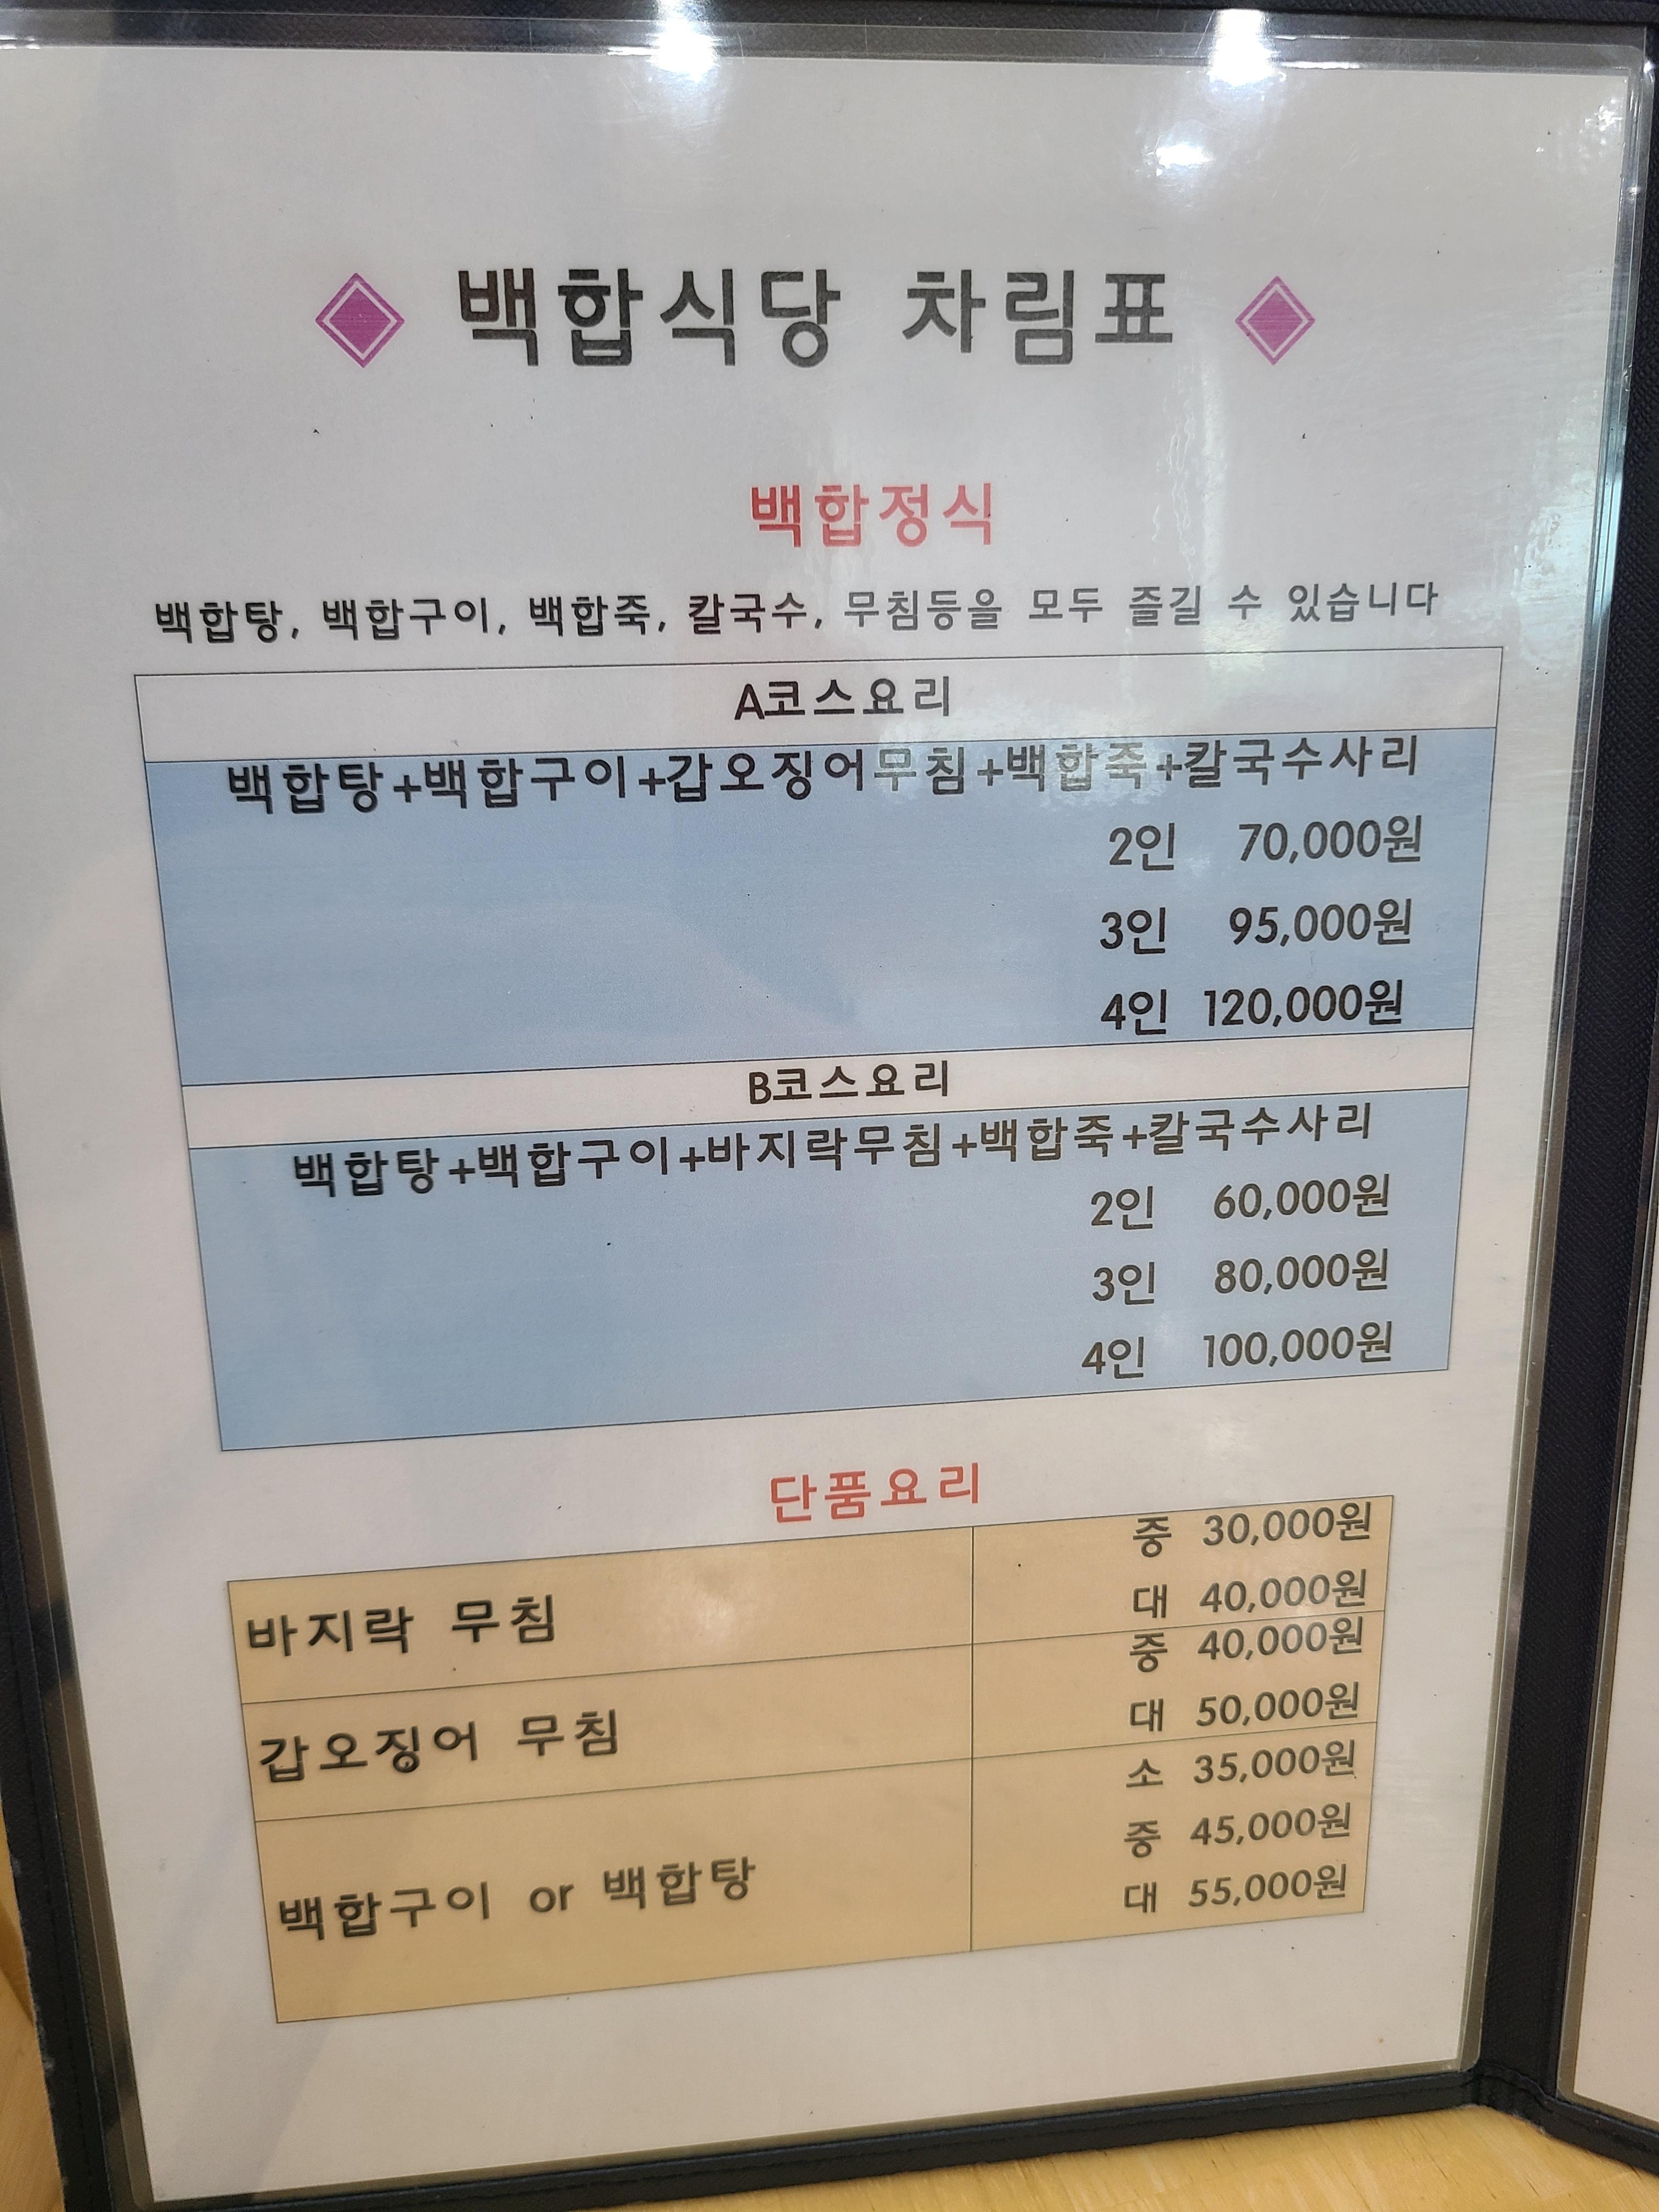 백합식당 차림표
백합정식
백합탕, 백합구이, 백합죽, 칼국수, 무침등을 모두 즐길 수 있습니다
A코스요리
백합탕+백합구이+갑오징어무침+백합죽+칼국수사리
2인 70,000원
3인 95,000원
4인 120,000원
B코스요리
백합탕+백합구이+바지락무침+백합죽+칼국수사리
2인 60,000원
3인 80,000원
4인 100,000원
단품요리
바지락 무침
중 30,000원
대 40,000원
갑오징어 무침
중 40,000원
대 50,000원
백합구이 or 백합탕
소 35,000원
중 45,000원
대 55,000원